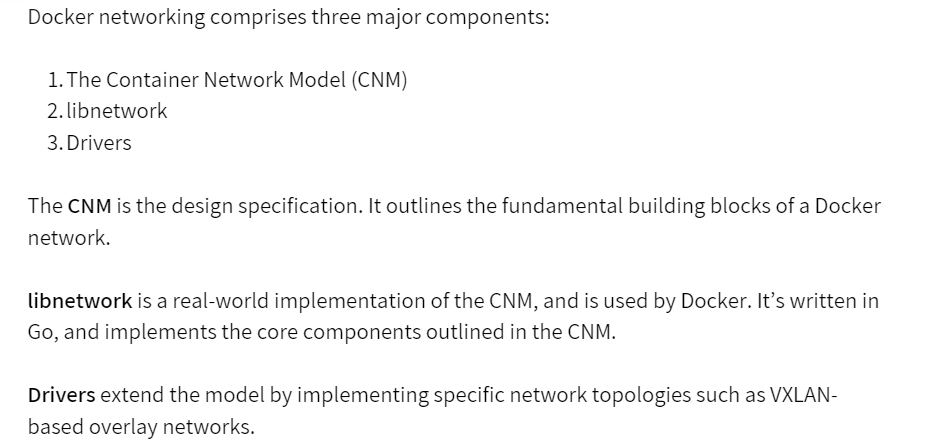 Docker networking comprises three major components:
1. The Container Network Model (CNM)
2. libnetwork
3. Drivers
The CNM is the design specification. It outlines the fundamental building blocks of a Docker
network.
libnetwork is a real-world implementation of the CNM, and is used by Docker. It’s written in
Go, and implements the core components outlined in the CNM.
Drivers extend the model by implementing specific network topologies such as VXLAN-
based overlay networks.